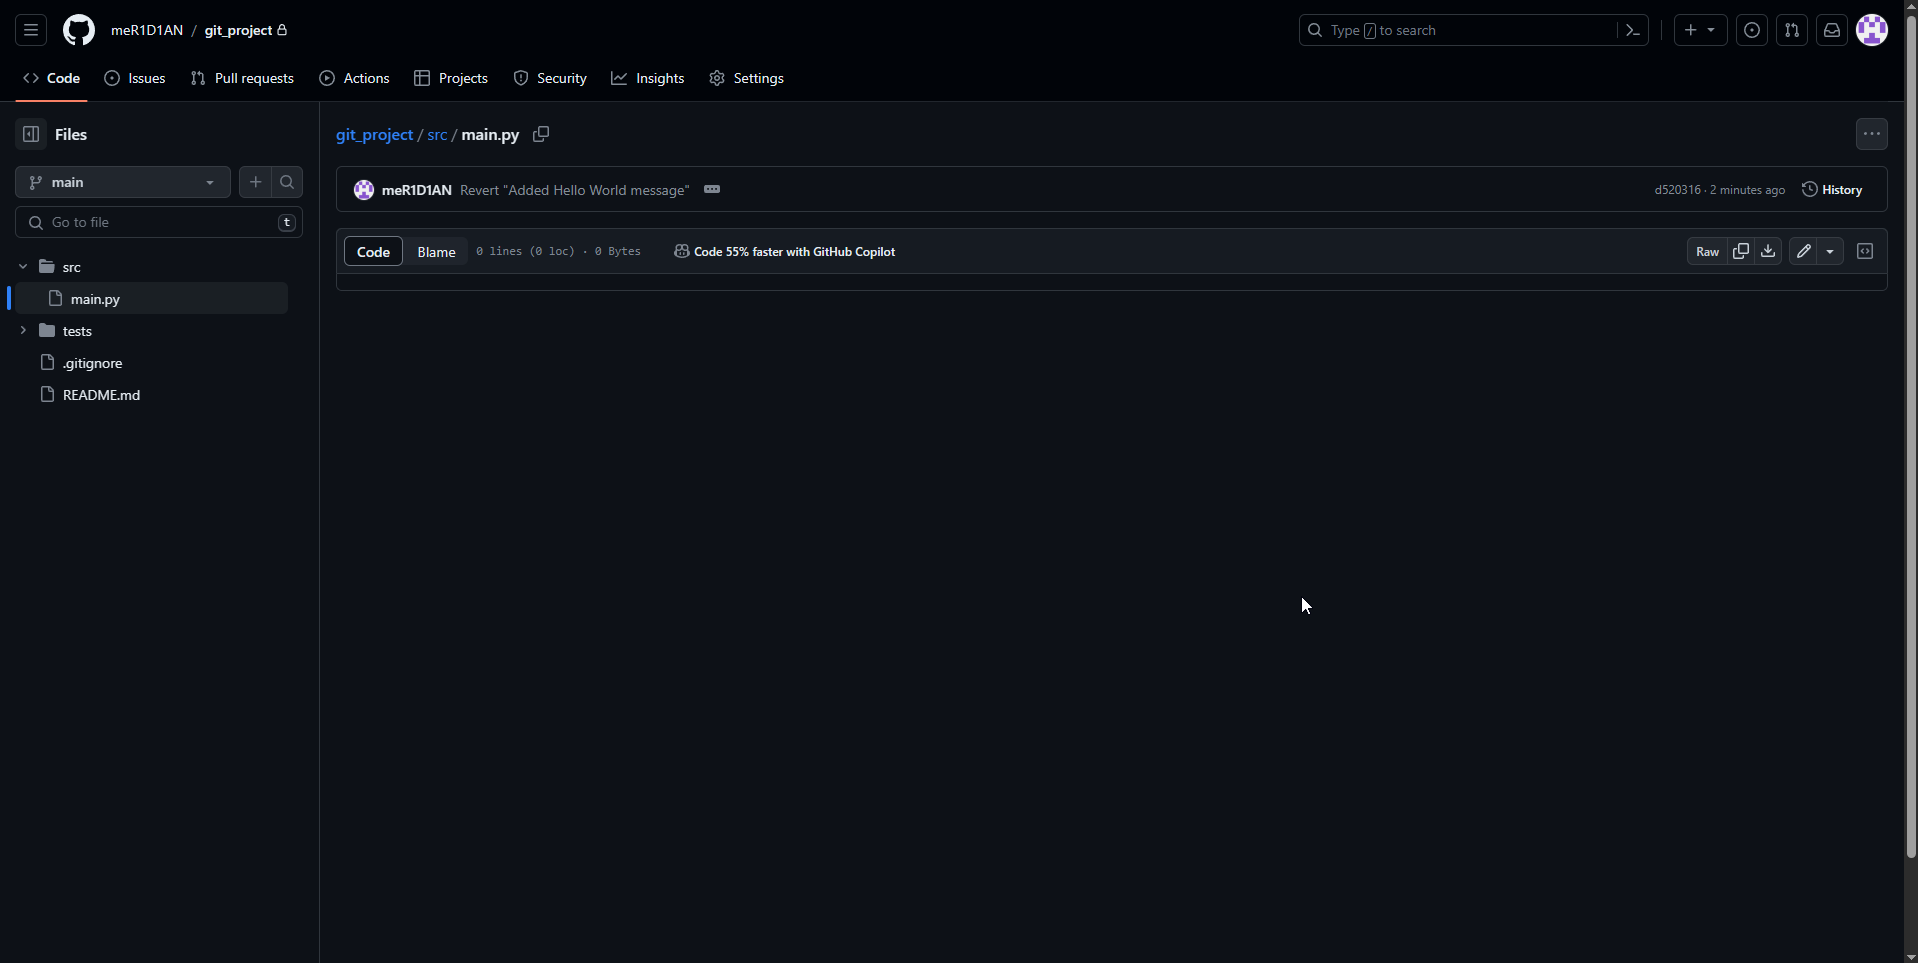 meR1D1AN / git_project
Type / to search
Code Issues Pull requests Actions Projects Security Insights Settings
Files
main
Go to file t
src
main.py
tests
.gitignore
README.md
git_project / src / main.py
meR1D1AN Revert "Added Hello World message" d520316 · 2 minutes ago History
Code Blame 0 lines (0 loc) · 0 Bytes Code 55% faster with GitHub Copilot Raw